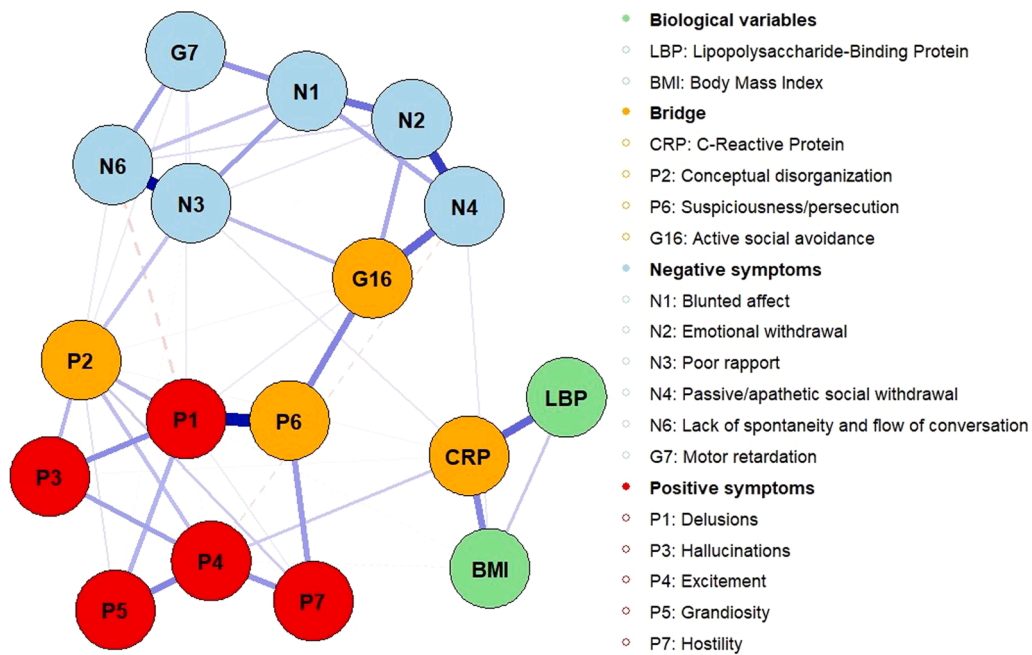 G7
N1
N2
N6
N3
N4
G16
P2
P1
P6
LBP
CRP
P3
P4
BMI
P5
P7
Biological variables
LBP: Lipopolysaccharide-Binding Protein
BMI: Body Mass Index
Bridge
CRP: C-Reactive Protein
P2: Conceptual disorganization
P6: Suspiciousness/persecution
G16: Active social avoidance
Negative symptoms
N1: Blunted affect
N2: Emotional withdrawal
N3: Poor rapport
N4: Passive/apathetic social withdrawal
N6: Lack of spontaneity and flow of conversation
G7: Motor retardation
Positive symptoms
P1: Delusions
P3: Hallucinations
P4: Excitement
P5: Grandiosity
P7: Hostility